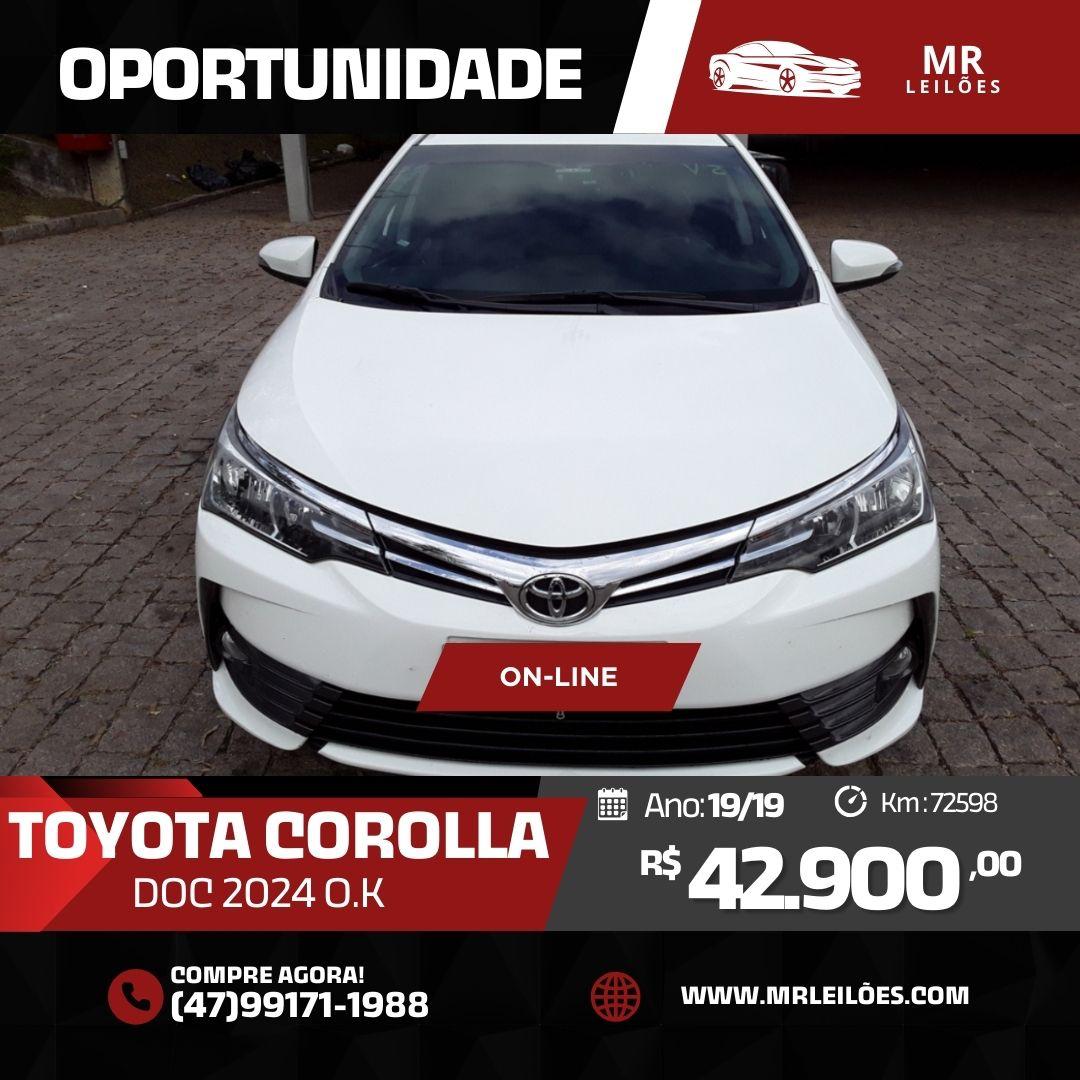 OPORTUNIDADE
MR
LEILÕES
ON-LINE
TOYOTA COROLLA
DOC 2024 O.K
Ano: 19/19
Km : 72598
R$ 42.900,00
COMPRE AGORA!
(47)99171-1988
WWW.MRLEILÕES.COM